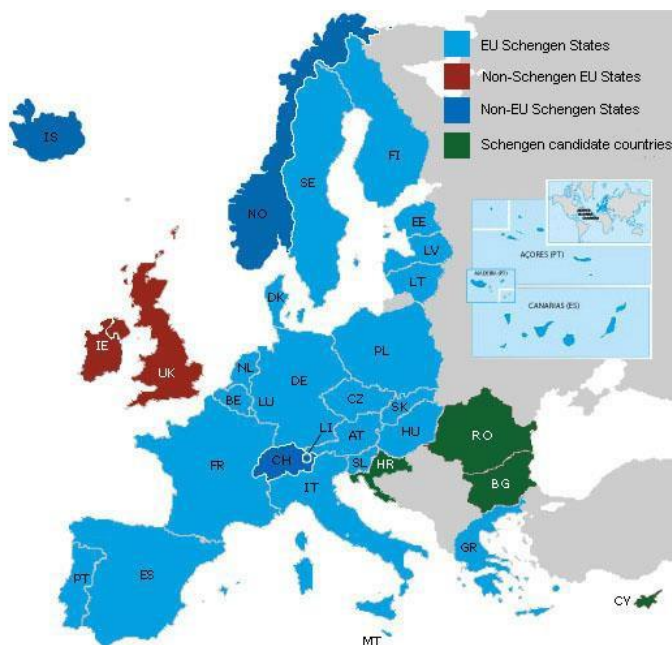 EU Schengen States
Non-Schengen EU States
Non-EU Schengen States
Schengen candidate countries
IS
FI
SE
NO
EE
LV
LT
AÇORES (PT)
MADEIRA (PT)
CANARIAS (ES)
DK
IE
UK
NL
BE
LU
DE
PL
CZ
SK
LI
AT
HU
RO
FR
CH
SL
HR
IT
BG
PT
ES
GR
CY
MT